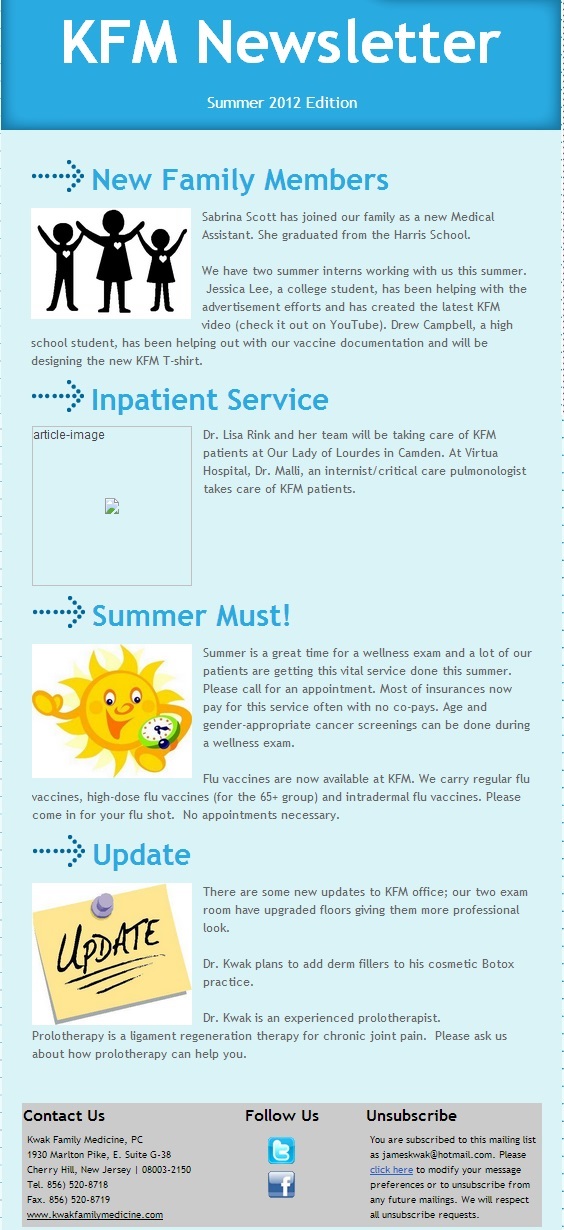 KFM Newsletter
Summer 2012 Edition
New Family Members
Sabrina Scott has joined our family as a new Medical
Assistant. She graduated from the Harris School.
We have two summer interns working with us this summer.
Jessica Lee, a college student, has been helping with the
advertisement efforts and has created the latest KFM
video (check it out on YouTube). Drew Campbell, a high
school student, has been helping out with our vaccine documentation and will be
designing the new KFM T-shirt.
Inpatient Service
article-image
Dr. Lisa Rink and her team will be taking care of KFM
patients at Our Lady of Lourdes in Camden. At Virtua
Hospital, Dr. Malli, an internist/critical care pulmonologist
takes care of KFM patients.
Summer Must!
Summer is a great time for a wellness exam and a lot of our
patients are getting this vital service done this summer.
Please call for an appointment. Most of insurances now
pay for this service often with no co-pays. Age and
gender-appropriate cancer screenings can be done during
a wellness exam.
Flu vaccines are now available at KFM. We carry regular flu
vaccines, high-dose flu vaccines (for the 65+ group) and intradermal flu vaccines. Please
come in for your flu shot. No appointments necessary.
Update
UPDATE
There are some new updates to KFM office; our two exam
room have upgraded floors giving them more professional
look.
Dr. Kwak plans to add derm fillers to his cosmetic Botox
practice.
Dr. Kwak is an experienced prolotherapist.
Prolotherapy is a ligament regeneration therapy for chronic joint pain. Please ask us
about how prolotherapy can help you.
Contact Us
Kwak Family Medicine, PC
1930 Marlton Pike, E. Suite G-38
Cherry Hill, New Jersey | 08003-2150
Tel. 856) 520-8718
Fax. 856) 520-8719
www.kwakfamilymedicine.com
Follow Us
Unsubscribe
You are subscribed to this mailing list
as jameskwak@hotmail.com. Please
click here to modify your message
preferences or to unsubscribe from
any future mailings. We will respect
all unsubscribe requests.